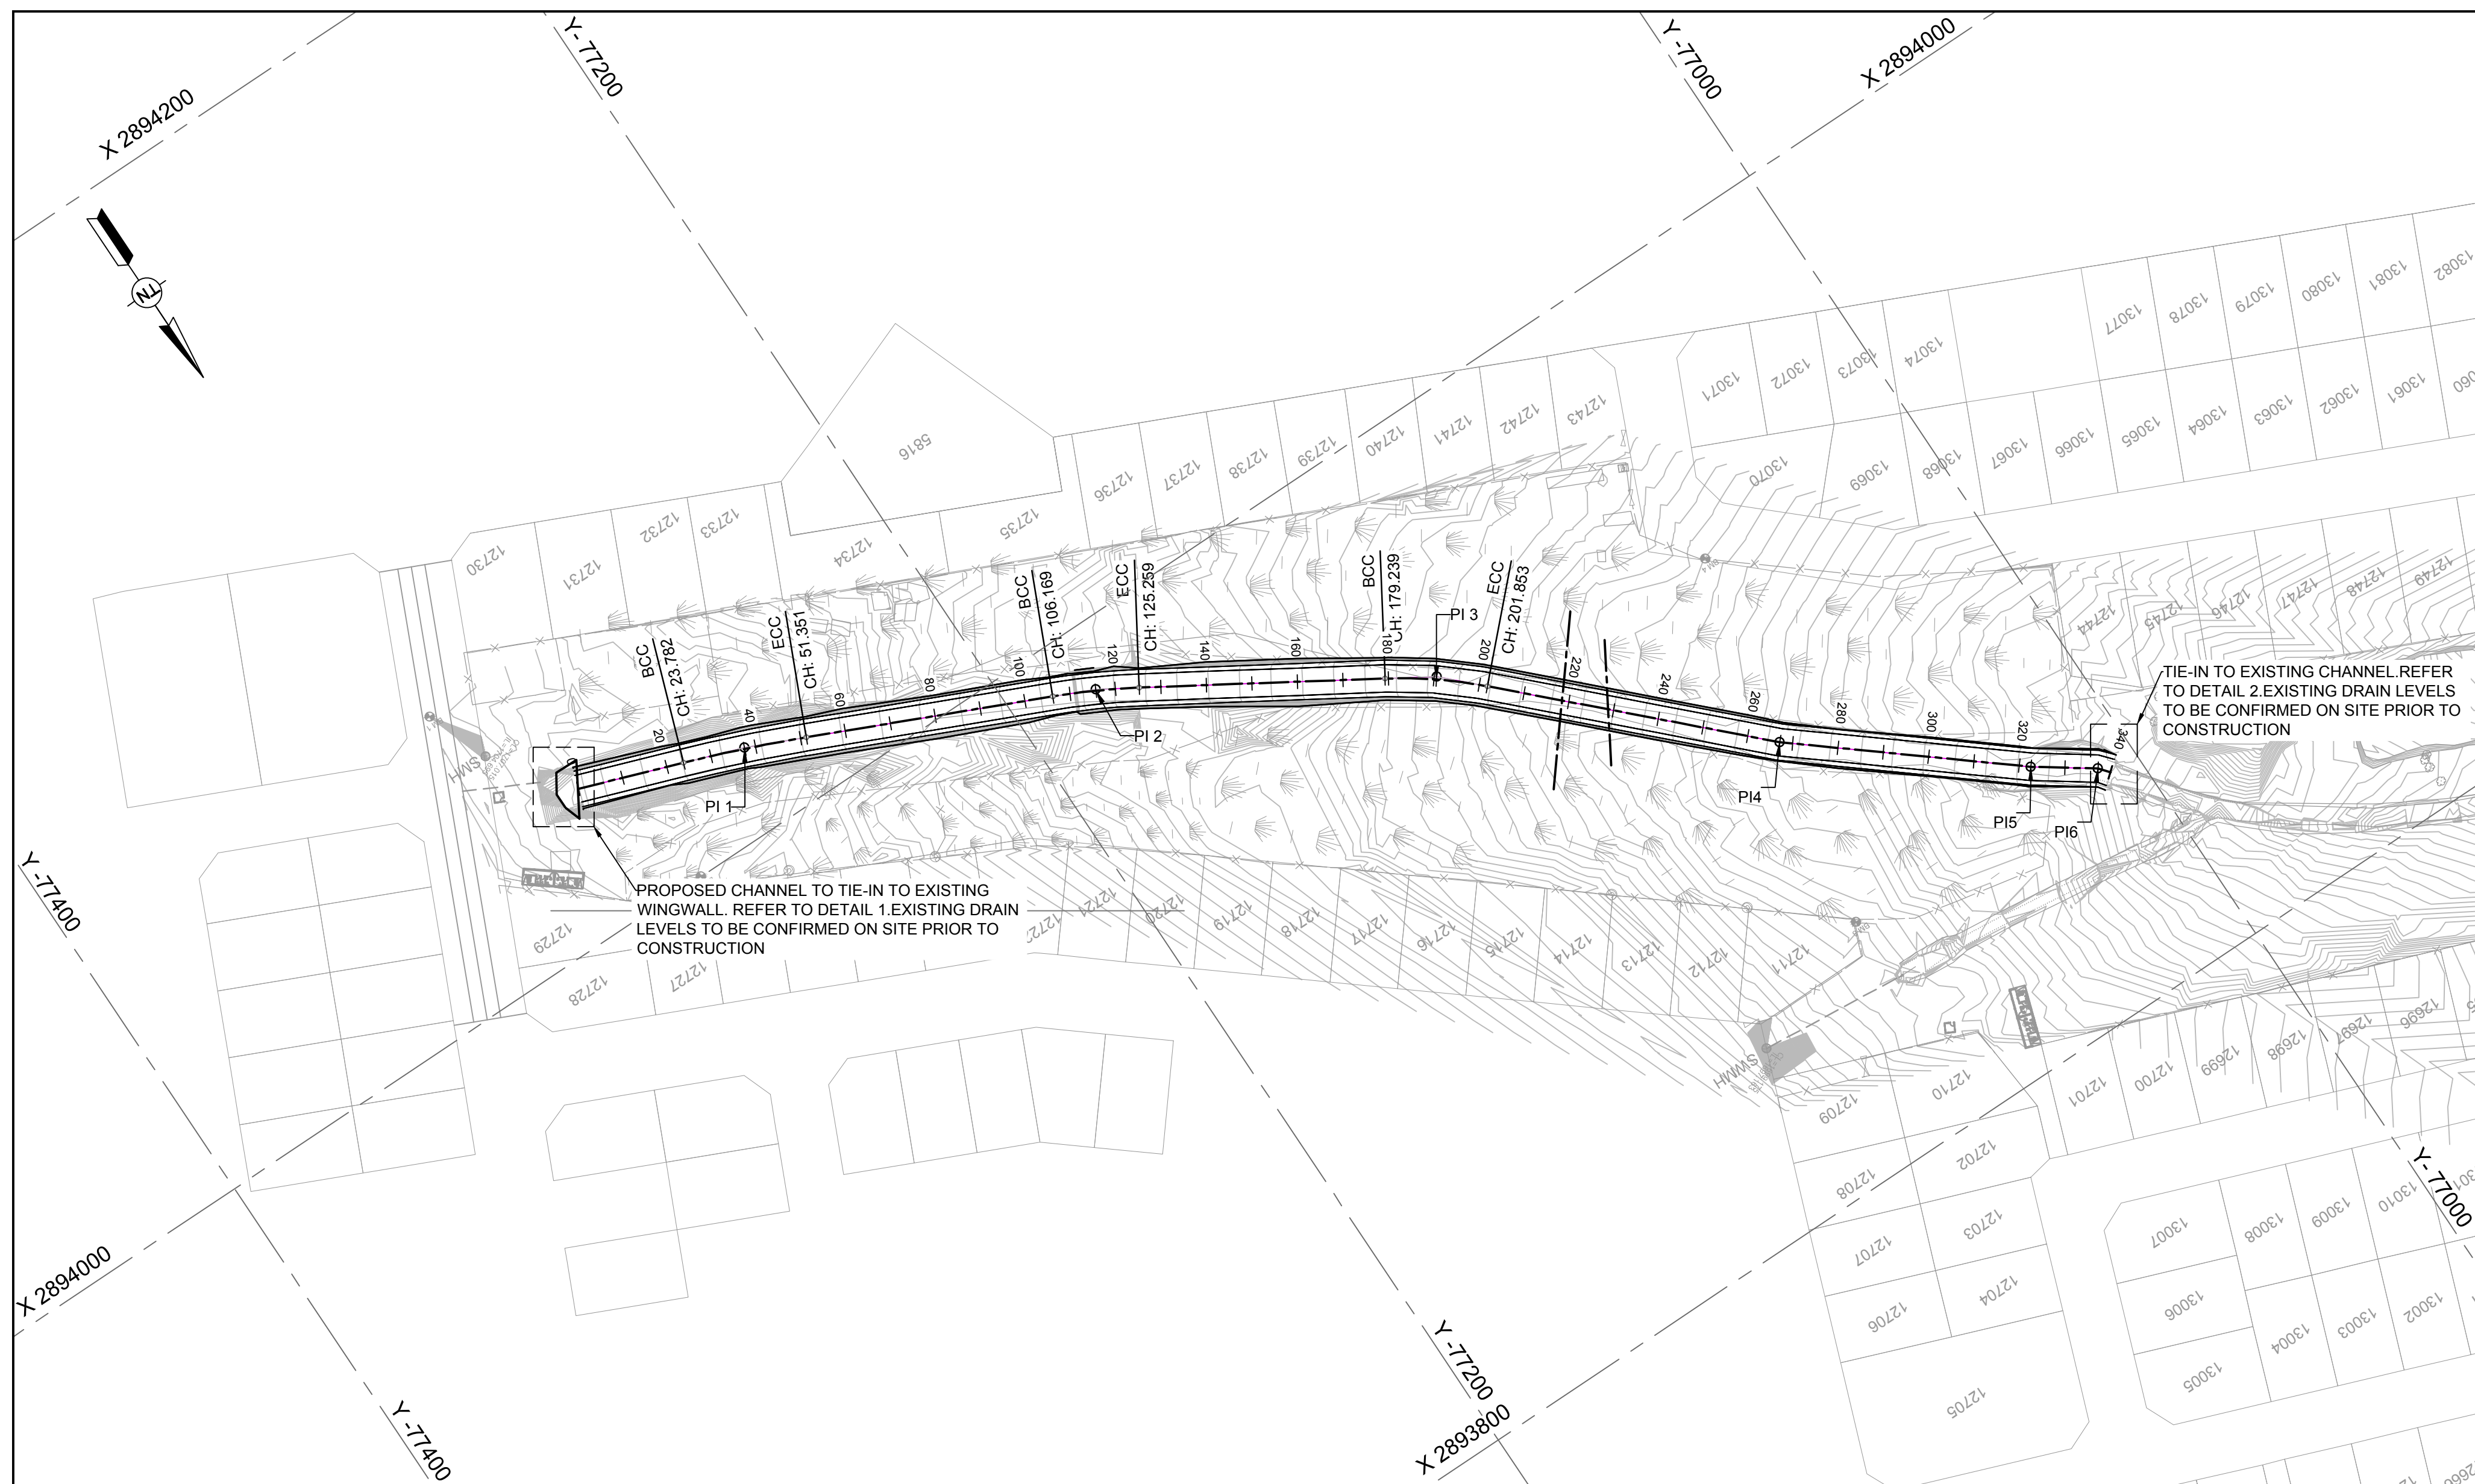 Y- 77200
Y -77000
X 2894000
X 2894200
TN
13082
13081
13080
13079
13078
13077
13074
13073
13072
13071
13061
13062
13063
13064
13065
13066
13067
13068
13069
13070
5816
12743
12742
12741
12740
12739
12738
12737
12736
12735
12734
12733
12732
12731
12730
12749
12748
12747
12746
12745
12744
BCC
CH: 23.782
ECC
CH: 51.351
BCC
CH: 106.169
ECC
CH: 125.259
BCC
CH: 179.239
ECC
CH: 201.853
0
20
40
60
80
100
120
140
160
180
200
220
240
260
280
300
320
340
PI 1
PI 2
PI 3
PI4
PI5
PI6
TIE-IN TO EXISTING CHANNEL.REFER
TO DETAIL 2.EXISTING DRAIN LEVELS
TO BE CONFIRMED ON SITE PRIOR TO
CONSTRUCTION
SMH
PROPOSED CHANNEL TO TIE-IN TO EXISTING
WINGWALL. REFER TO DETAIL 1.EXISTING DRAIN
LEVELS TO BE CONFIRMED ON SITE PRIOR TO
CONSTRUCTION
12729
12728
12727
12721
12720
12719
12718
12717
12716
12715
12714
12713
12712
12711
SWMH
12710
12709
12701
12700
12699
12698
12697
12696
12708
12702
12707
12703
12706
12704
12705
13007
13008
13009
13010
13006
13005
13004
13003
13002
Y -77400
X 2894000
Y -77400
Y -77200
X 2893800
Y- 77000